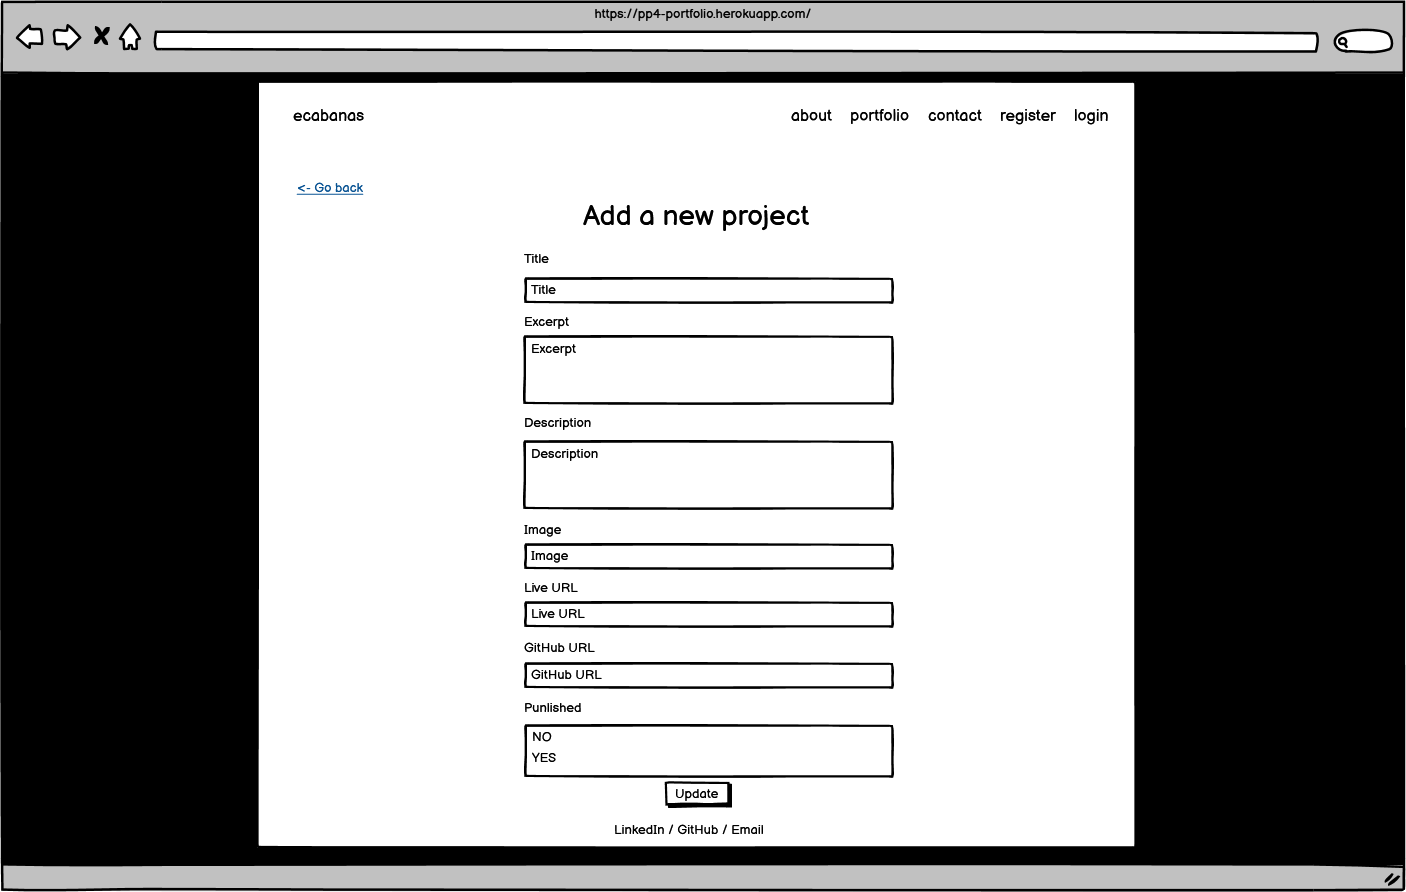 https://pp4-portfolio.herokuapp.com/
ecabanas about portfolio contact register login
<- Go back
Add a new project
Title
Title
Excerpt
Excerpt
Description
Description
Image
Image
Live URL
Live URL
GitHub URL
GitHub URL
Punlished
NO
YES
Update
LinkedIn / GitHub / Email